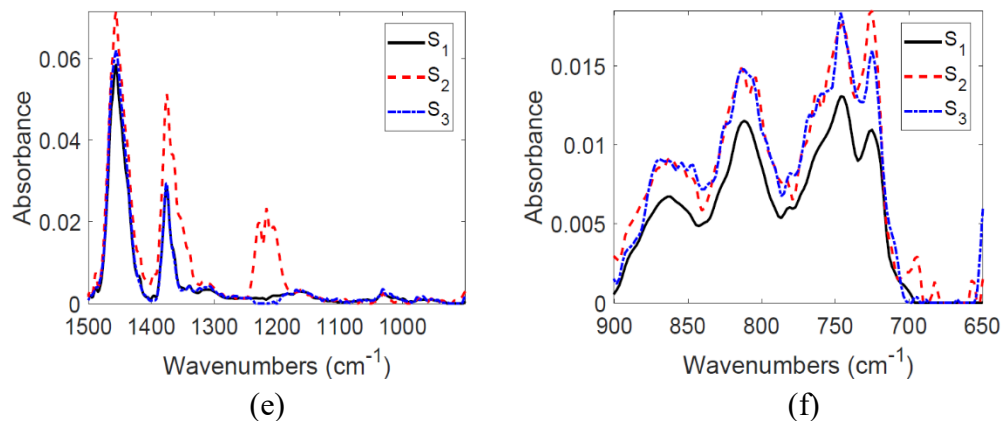 S1
S2
S3
Absorbance
0.06
0.04
0.02
0
1500 1400 1300 1200 1100 1000
Wavenumbers (cm-1)
(e)
S1
S2
S3
Absorbance
0.015
0.01
0.005
0
900 850 800 750 700 650
Wavenumbers (cm-1)
(f)